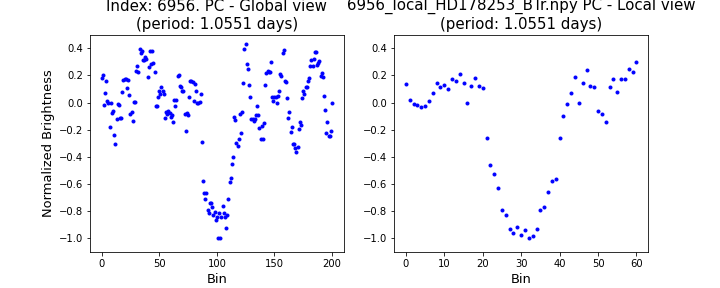 Index: 6956. PC - Global view
(period: 1.0551 days)
6956_local_HD178253_BTr.npy PC - Local view
(period: 1.0551 days)
Normalized Brightness
0.4
0.2
0.0
−0.2
−0.4
−0.6
−0.8
−1.0
0 50 100 150 200
Bin
0.4
0.2
0.0
−0.2
−0.4
−0.6
−0.8
−1.0
0 10 20 30 40 50 60
Bin